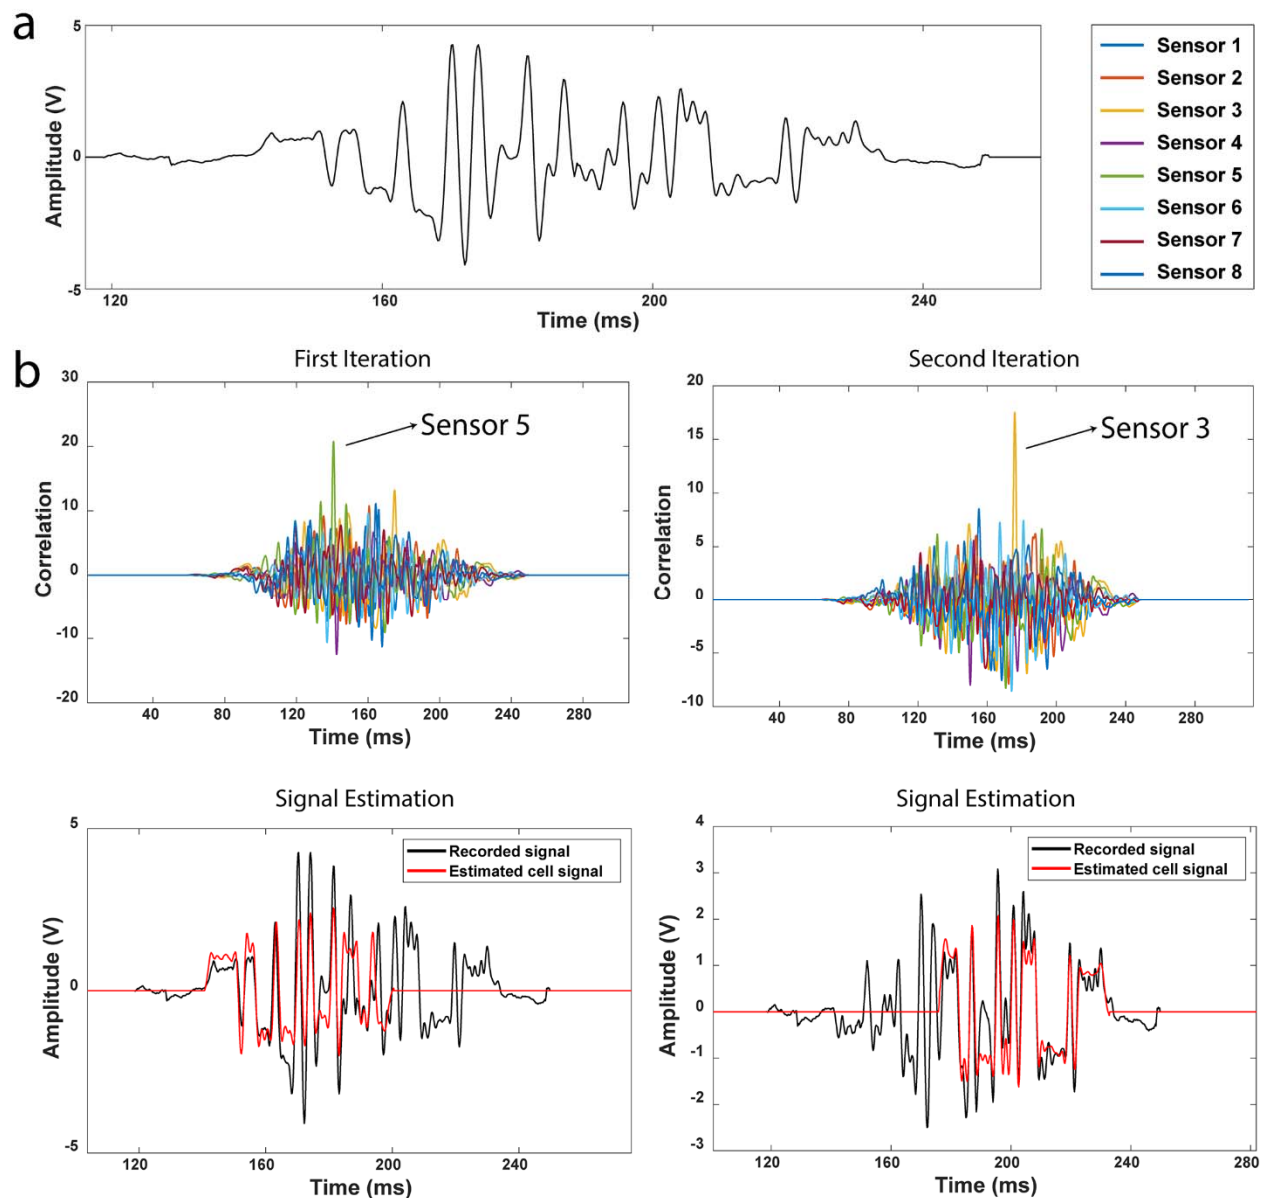 a
5
0
-5
Amplitude (V)
120 160 200 240
Time (ms)
Sensor 1
Sensor 2
Sensor 3
Sensor 4
Sensor 5
Sensor 6
Sensor 7
Sensor 8
b
First Iteration
30
20
10
0
-10
-20
Correlation
Sensor 5
40 80 120 160 200 240 280
Time (ms)
Second Iteration
20
15
10
5
0
-5
-10
Correlation
Sensor 3
40 80 120 160 200 240 280
Time (ms)
Signal Estimation
5
0
-5
Amplitude (V)
Recorded signal
Estimated cell signal
120 160 200 240
Time (ms)
Signal Estimation
4
3
2
1
0
-1
-2
-3
Amplitude (V)
Recorded signal
Estimated cell signal
120 160 200 240 280
Time (ms)